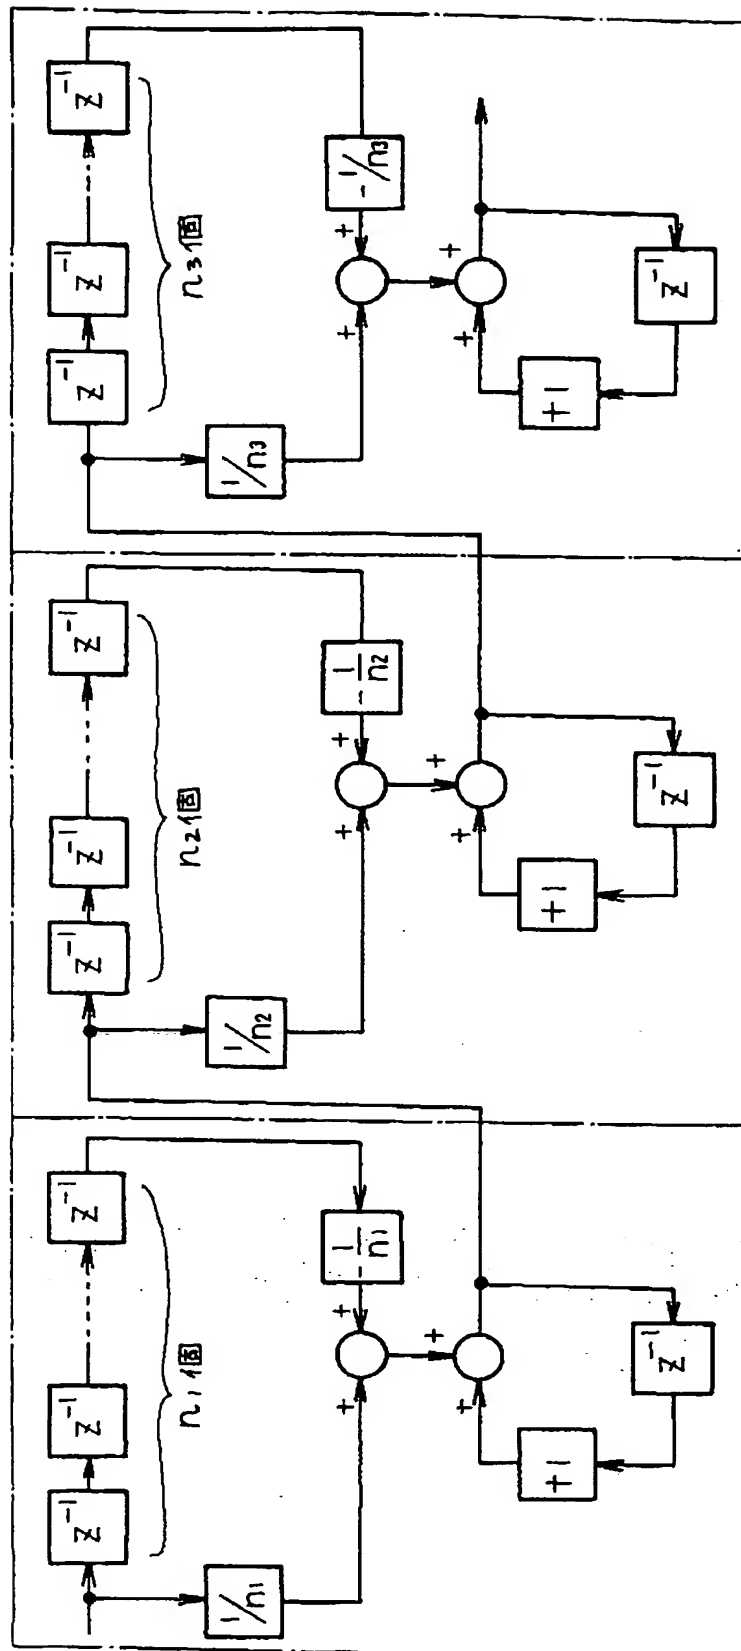 Z⁻¹
Z⁻¹
Z⁻¹
n₁個
1/n₁
-1/n₁
+
+
+
+
+1
Z⁻¹
Z⁻¹
Z⁻¹
Z⁻¹
n₂個
1/n₂
-1/n₂
+
+
+
+
+1
Z⁻¹
Z⁻¹
Z⁻¹
Z⁻¹
n₃個
1/n₃
-1/n₃
+
+
+
+
+1
Z⁻¹